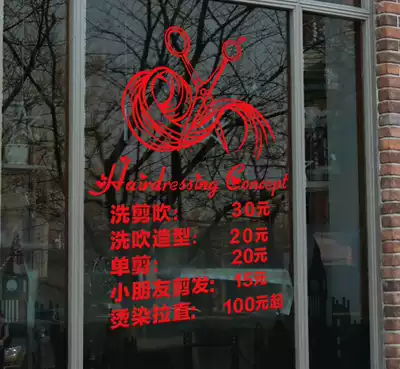 Hairdressing Concept
洗剪吹: 30元
洗吹造型: 20元
单剪: 20元
小朋友剪发: 15元
烫染拉直: 100元起